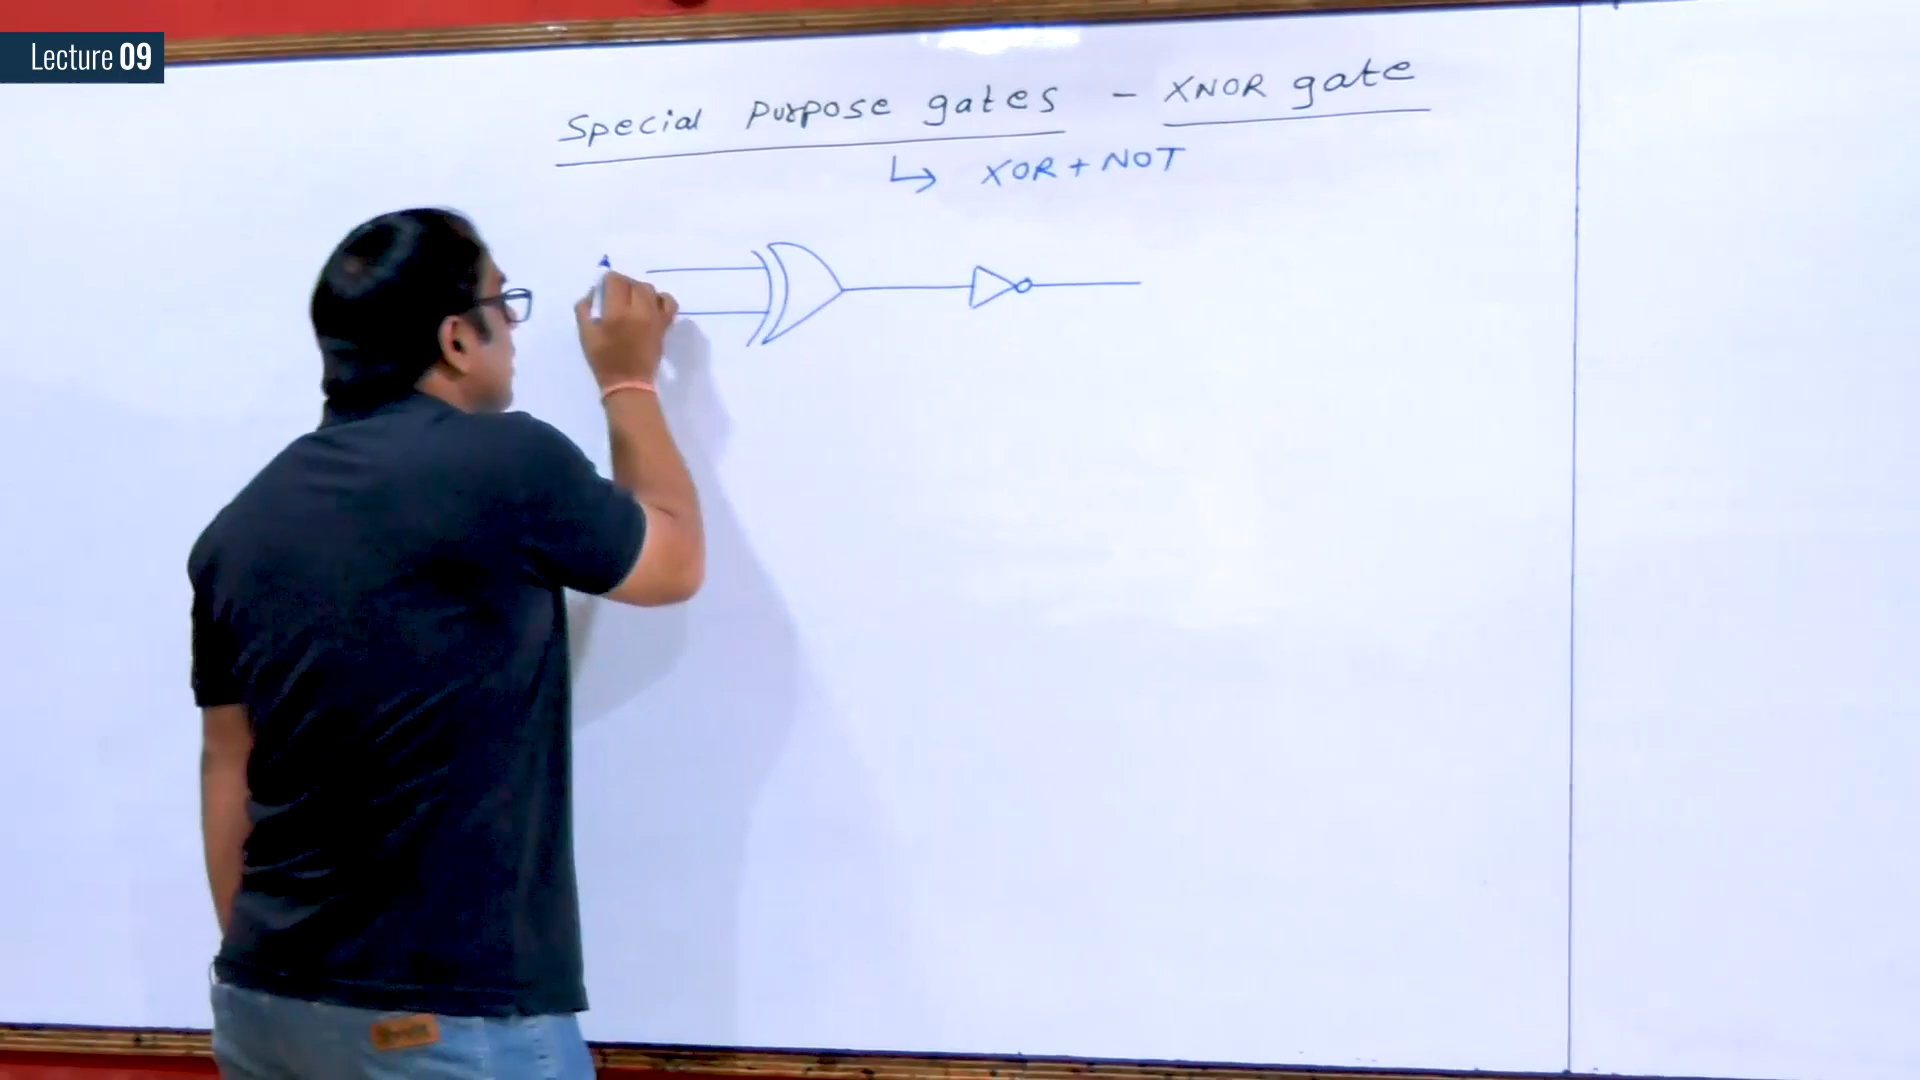 Lecture 09
Special Purpose gates - XNOR gate
↳ XOR + NOT